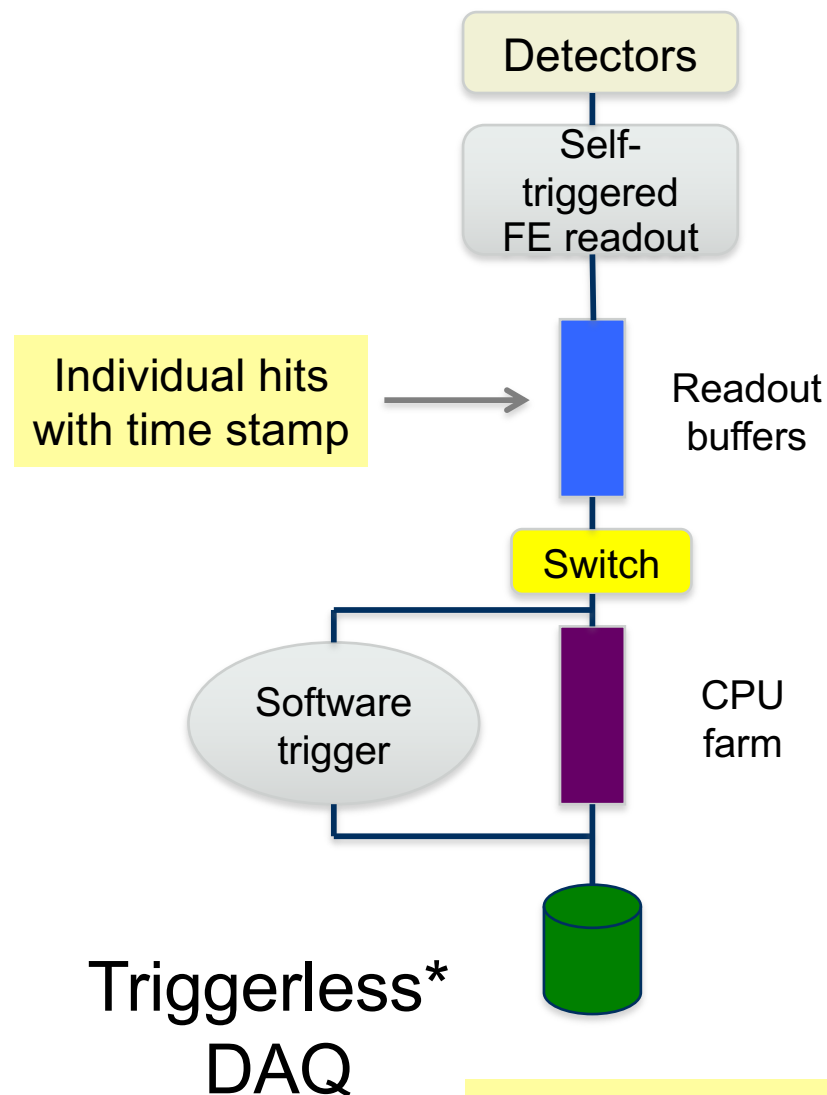 Detectors
Self-
triggered
FE readout
Individual hits
with time stamp
Readout
buffers
Switch
Software
trigger
CPU
farm
Triggerless*
DAQ